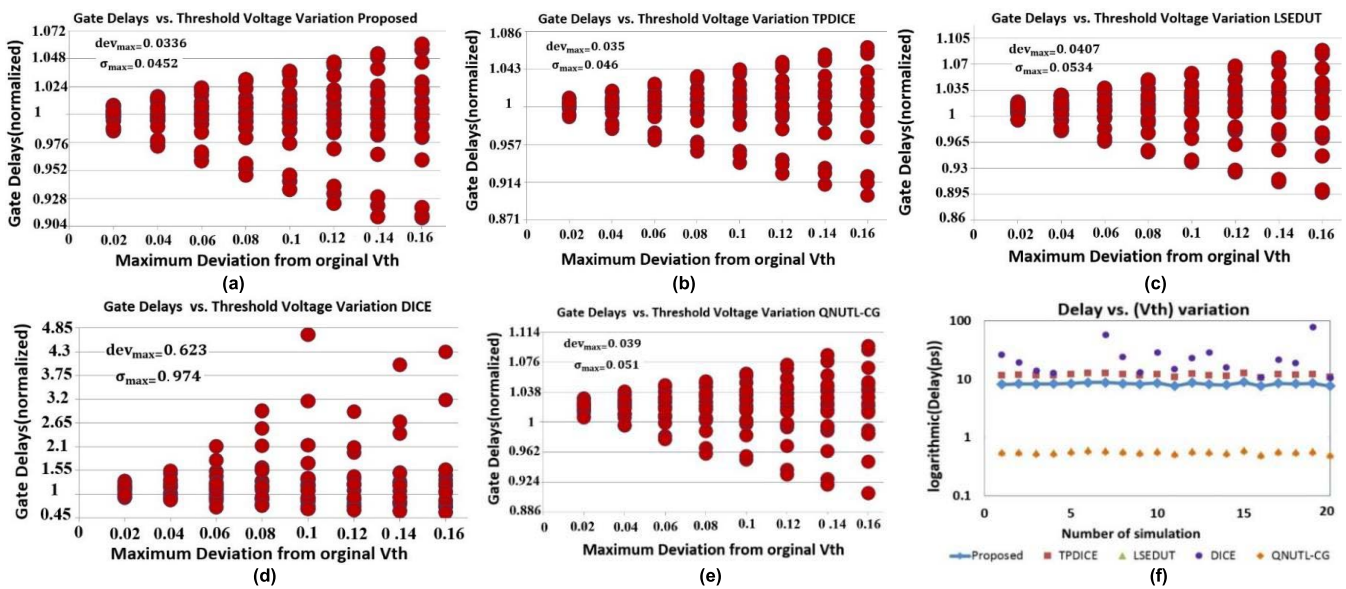 Gate Delays vs. Threshold Voltage Variation Proposed
dev_max=0.0336
σ_max=0.0452
Gate Delays(normalized)
1.072
1.048
1.024
1
0.976
0.952
0.928
0.904
0 0.02 0.04 0.06 0.08 0.1 0.12 0.14 0.16
Maximum Deviation from orginal Vth
(a)
Gate Delays vs. Threshold Voltage Variation TPDICE
dev_max=0.035
σ_max=0.046
Gate Delays(normalized)
1.086
1.043
1
0.957
0.914
0.871
0 0.02 0.04 0.06 0.08 0.1 0.12 0.14 0.16
Maximum Deviation from orginal Vth
(b)
Gate Delays vs. Threshold Voltage Variation LSEDUT
dev_max=0.0407
σ_max=0.0534
Gate Delays(normalized)
1.105
1.07
1.035
1
0.965
0.93
0.895
0.86
0 0.02 0.04 0.06 0.08 0.1 0.12 0.14 0.16
Maximum Deviation from orginal Vth
(c)
Gate Delays vs. Threshold Voltage Variation DICE
dev_max=0.623
σ_max=0.974
Gate Delays(normalized)
4.85
4.3
3.75
3.2
2.65
2.1
1.55
1
0.45
0 0.02 0.04 0.06 0.08 0.1 0.12 0.14 0.16
Maximum Deviation from orginal Vth
(d)
Gate Delays vs. Threshold Voltage Variation QNUTL-CG
dev_max=0.039
σ_max=0.051
Gate Delays(normalized)
1.114
1.076
1.038
1
0.962
0.924
0.886
0 0.02 0.04 0.06 0.08 0.1 0.12 0.14 0.16
Maximum Deviation from orginal Vth
(e)
Delay vs. (Vth) variation
logarithmic(Delay(ps))
100
10
1
0.1
0 5 10 15 20
Number of simulation
Proposed TPDICE LSEDUT DICE QNUTL-CG
(f)